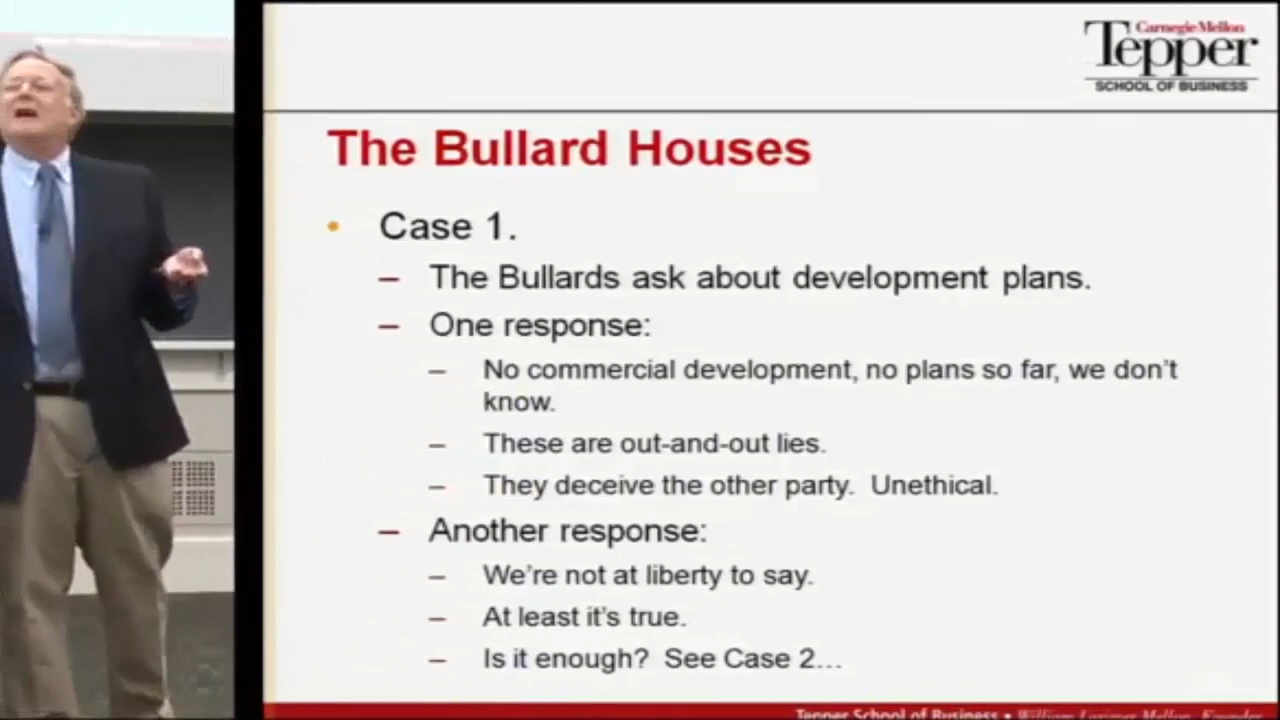 Carnegie Mellon
Tepper
SCHOOL OF BUSINESS
The Bullard Houses
• Case 1.
– The Bullards ask about development plans.
– One response:
– No commercial development, no plans so far, we don't
know.
– These are out-and-out lies.
– They deceive the other party. Unethical.
– Another response:
– We're not at liberty to say.
– At least it's true.
– Is it enough? See Case 2...
Tepper School of Business • William Larimer Mellon, Founder